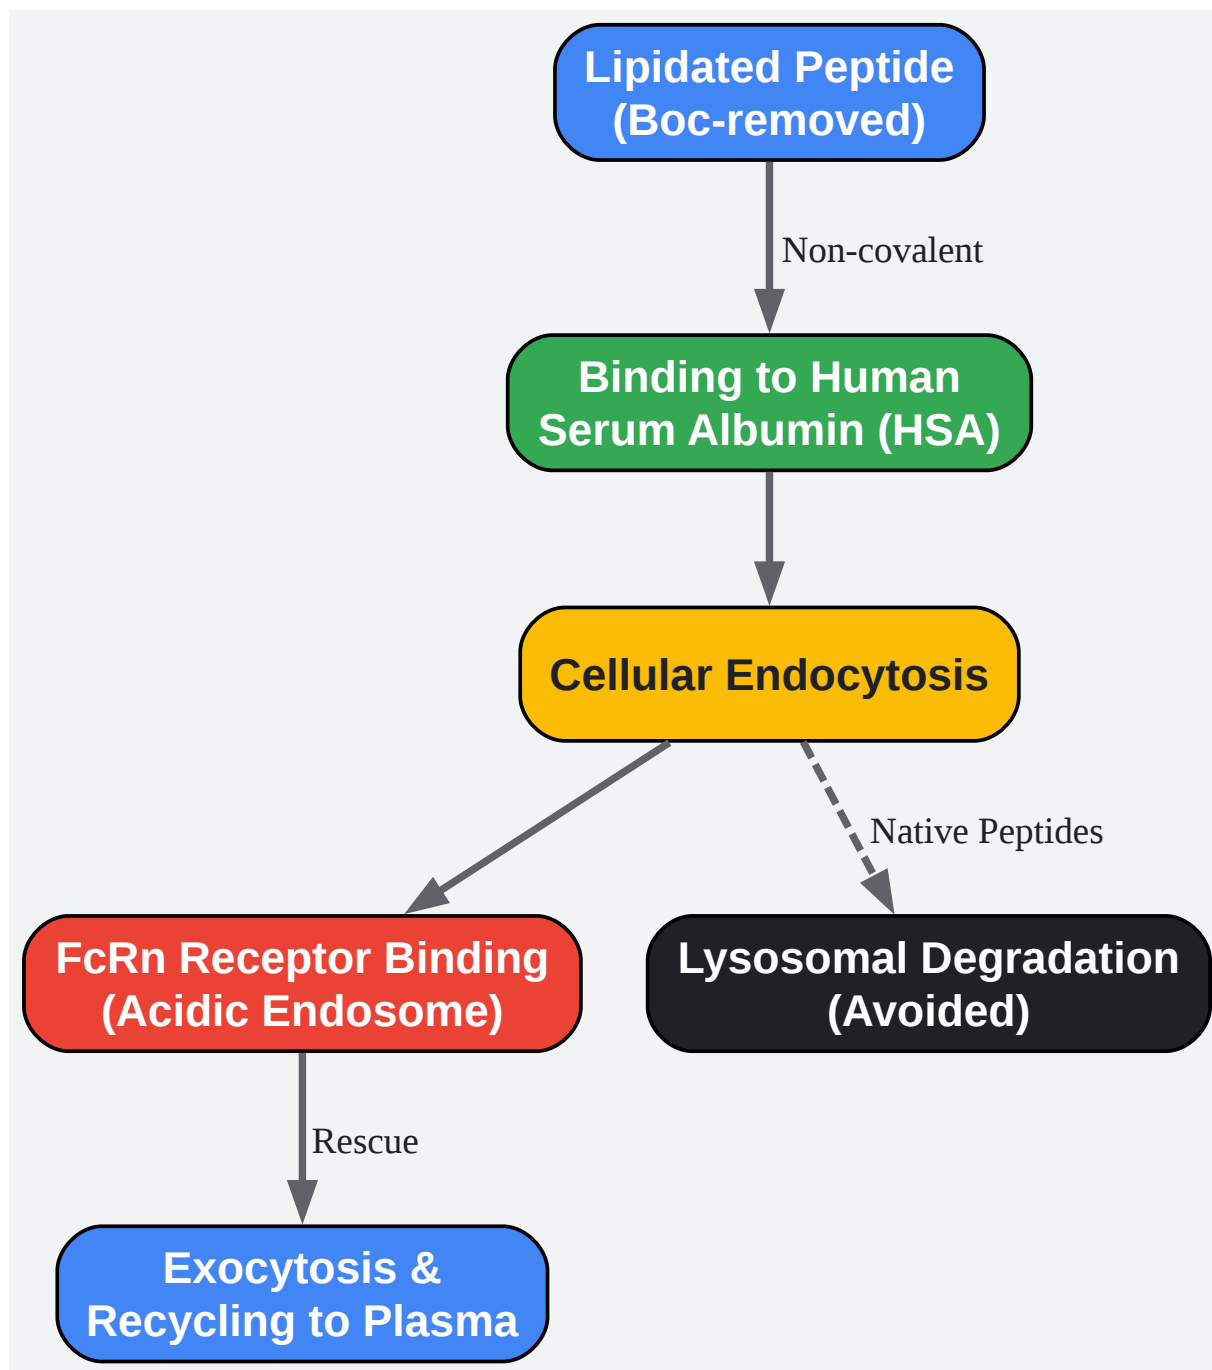 Lipidated Peptide
(Boc-removed)
Non-covalent
Binding to Human
Serum Albumin (HSA)
Cellular Endocytosis
Native Peptides
FcRn Receptor Binding
(Acidic Endosome)
Lysosomal Degradation
(Avoided)
Rescue
Exocytosis &
Recycling to Plasma